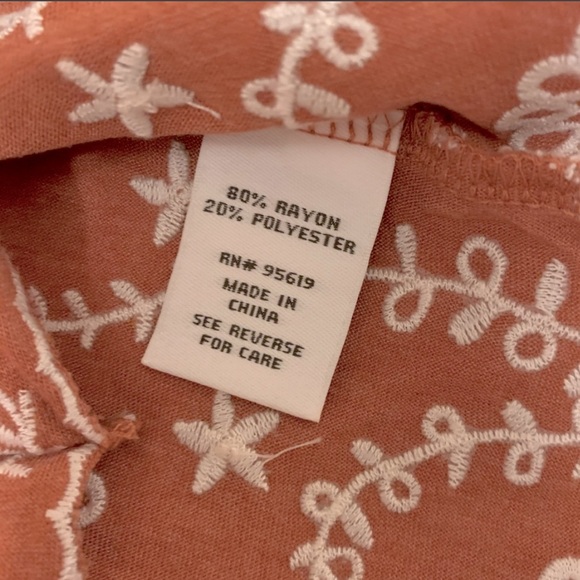 80% RAYON
20% POLYESTER
RN# 95619
MADE IN
CHINA
SEE REVERSE
FOR CARE